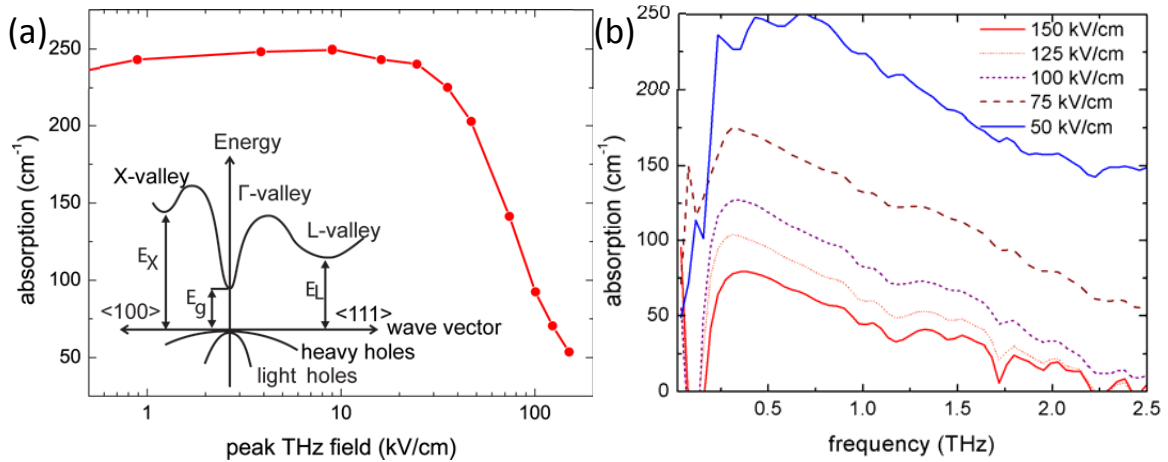 (a)
absorption (cm⁻¹)
250
200
150
100
50
1
10
100
peak THz field (kV/cm)
Energy
X-valley
Γ-valley
L-valley
E_X
E_g
E_L
<100>
<111>
wave vector
heavy holes
light holes
(b)
absorption (cm⁻¹)
250
200
150
100
50
0
0.5
1.0
1.5
2.0
2.5
frequency (THz)
150 kV/cm
125 kV/cm
100 kV/cm
75 kV/cm
50 kV/cm